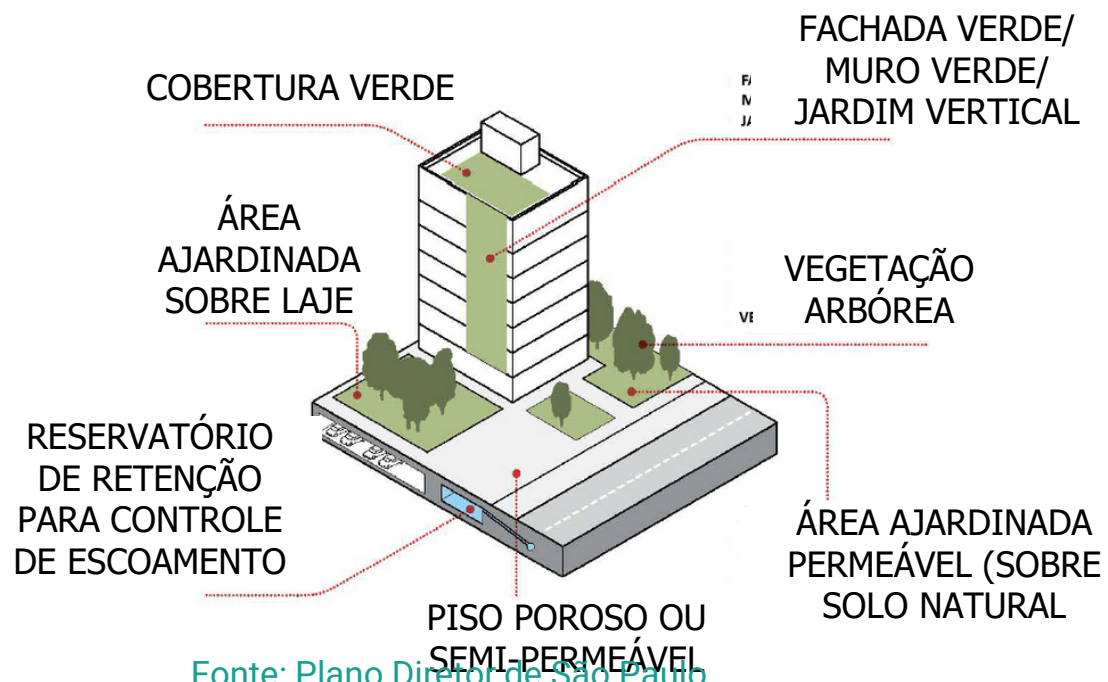 FACHADA VERDE/
MURO VERDE/
JARDIM VERTICAL
COBERTURA VERDE
ÁREA
AJARDINADA
SOBRE LAJE
VEGETAÇÃO
ARBÓREA
RESERVATÓRIO
DE RETENÇÃO
PARA CONTROLE
DE ESCOAMENTO
ÁREA AJARDINADA
PERMEÁVEL (SOBRE
SOLO NATURAL
PISO POROSO OU
SEMI-PERMEÁVEL
Fonte: Plano Diretor de São Paulo